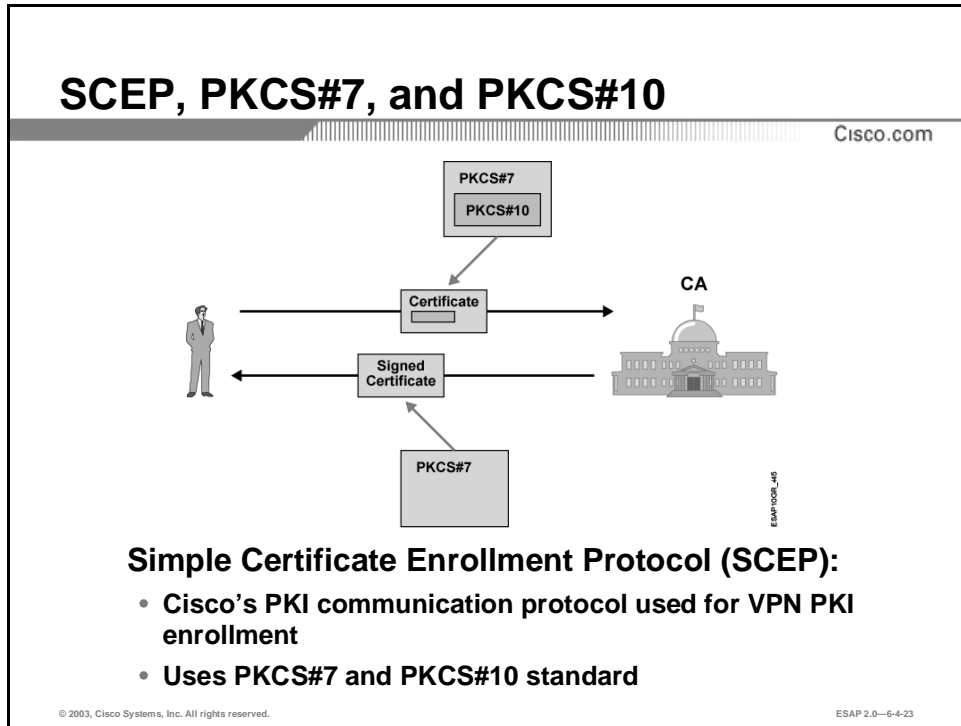 SCEP, PKCS#7, and PKCS#10
Cisco.com
PKCS#7
PKCS#10
CA
Certificate
Signed
Certificate
PKCS#7
ESAP10GR_445
Simple Certificate Enrollment Protocol (SCEP):
• Cisco's PKI communication protocol used for VPN PKI
enrollment
• Uses PKCS#7 and PKCS#10 standard
© 2003, Cisco Systems, Inc. All rights reserved.
ESAP 2.0—6-4-23